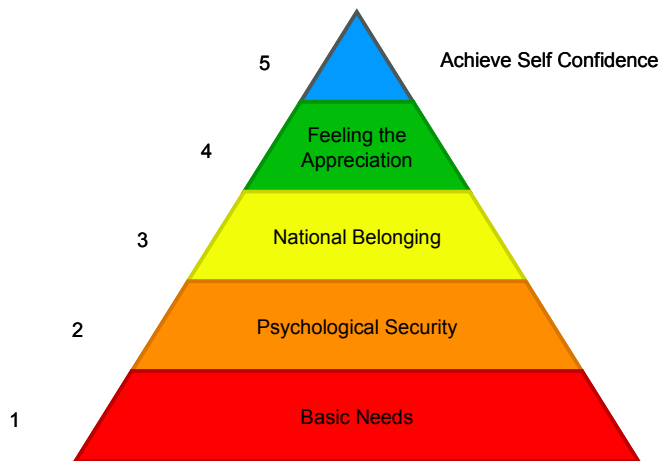 5
Achieve Self Confidence
4
Feeling the
Appreciation
3
National Belonging
2
Psychological Security
1
Basic Needs